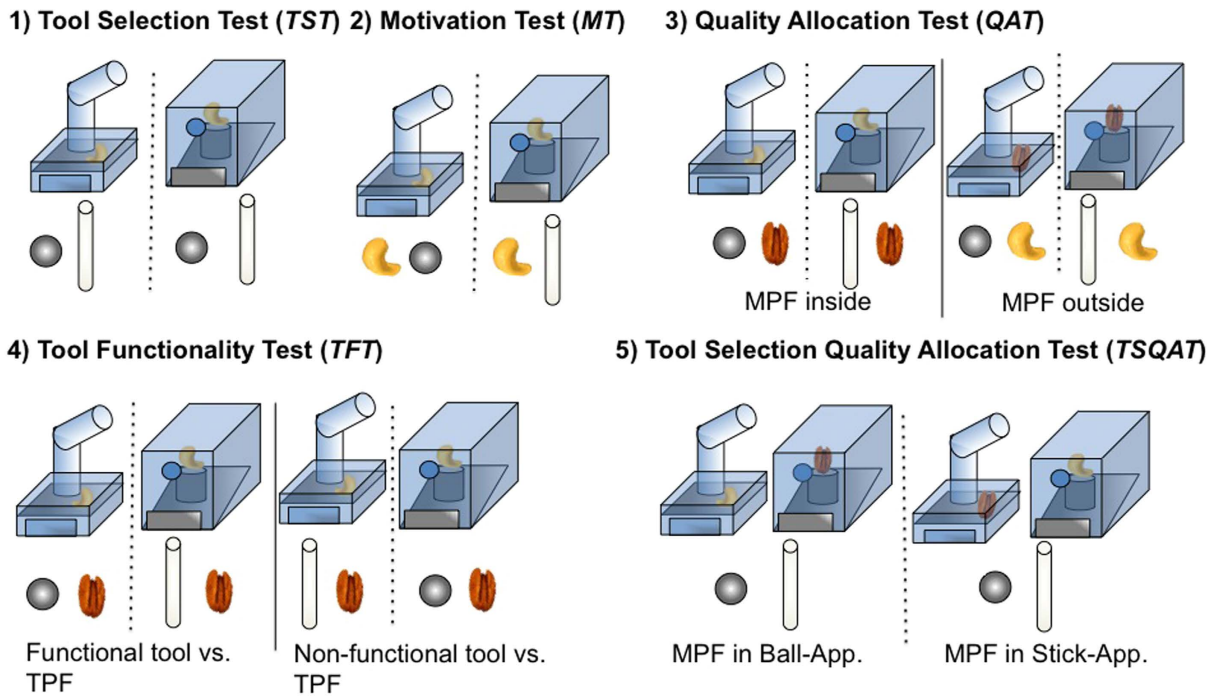 1) Tool Selection Test (TST)
2) Motivation Test (MT)
3) Quality Allocation Test (QAT)
MPF inside
MPF outside
4) Tool Functionality Test (TFT)
5) Tool Selection Quality Allocation Test (TSQAT)
Functional tool vs.
TPF
Non-functional tool vs.
TPF
MPF in Ball-App.
MPF in Stick-App.